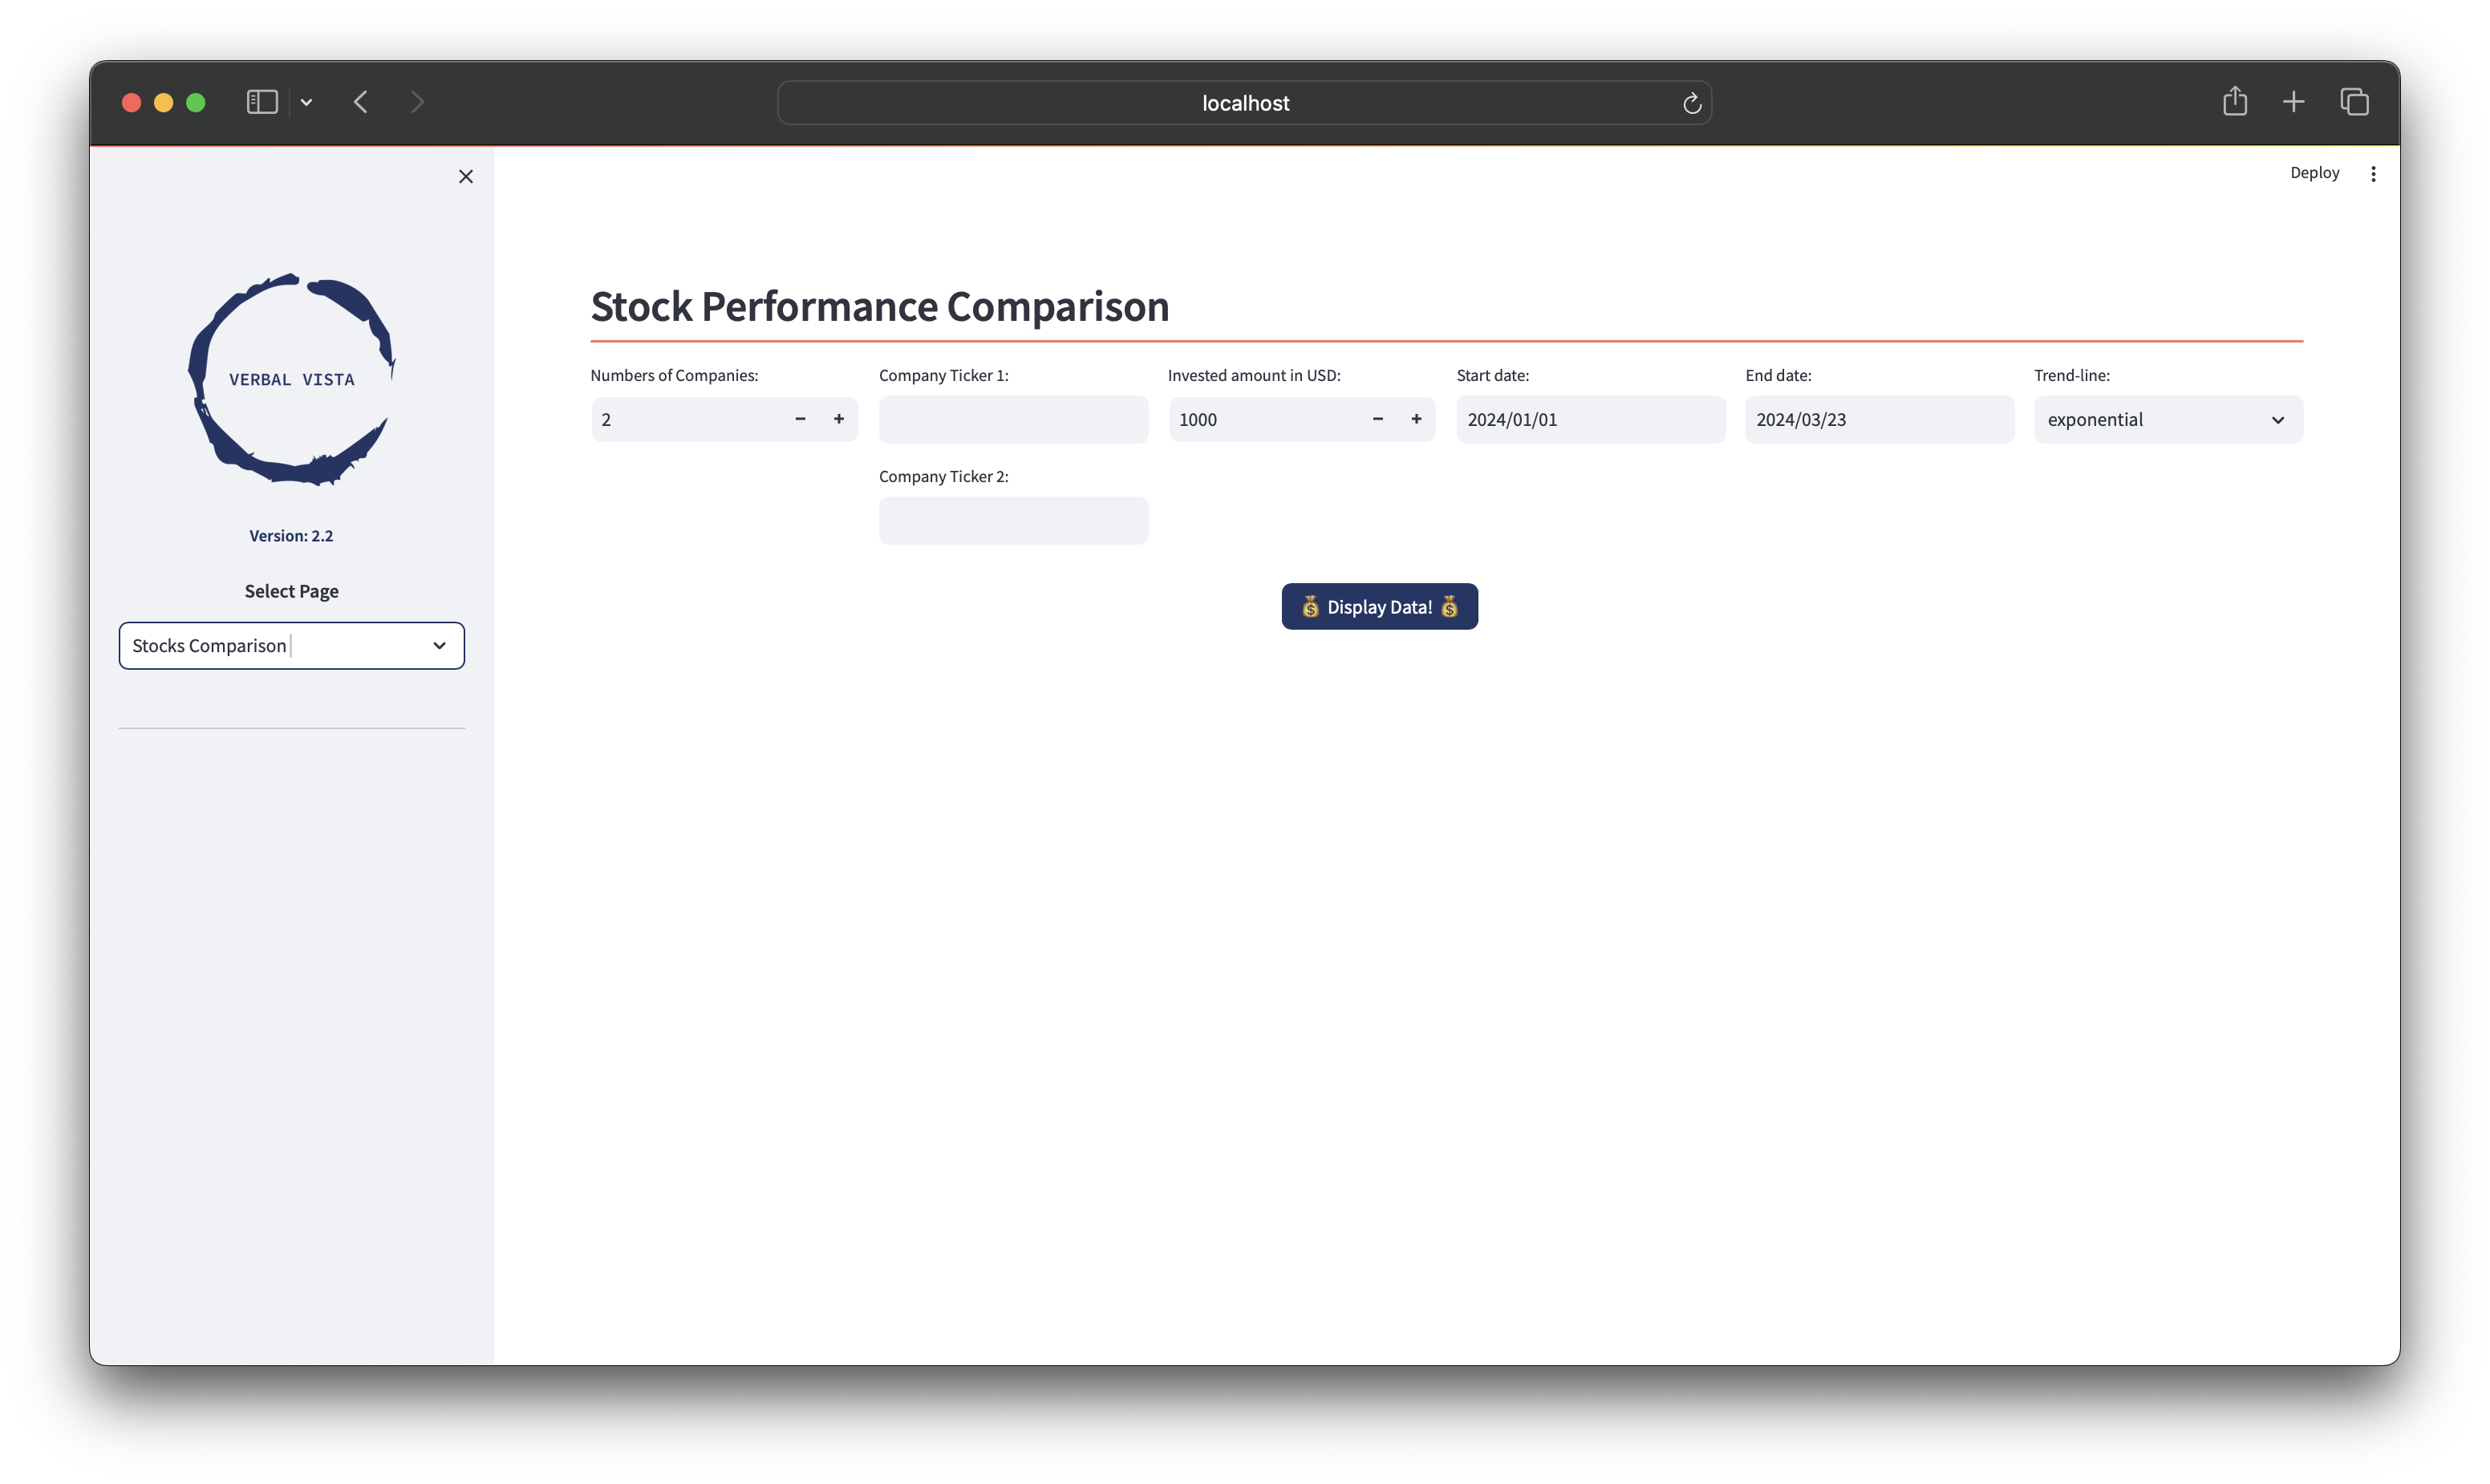 localhost
Deploy
VERBAL VISTA
Version: 2.2
Select Page
Stocks Comparison
Stock Performance Comparison
Numbers of Companies:
2
Company Ticker 1:
Company Ticker 2:
Invested amount in USD:
1000
Start date:
2024/01/01
End date:
2024/03/23
Trend-line:
exponential
💰 Display Data! 💰